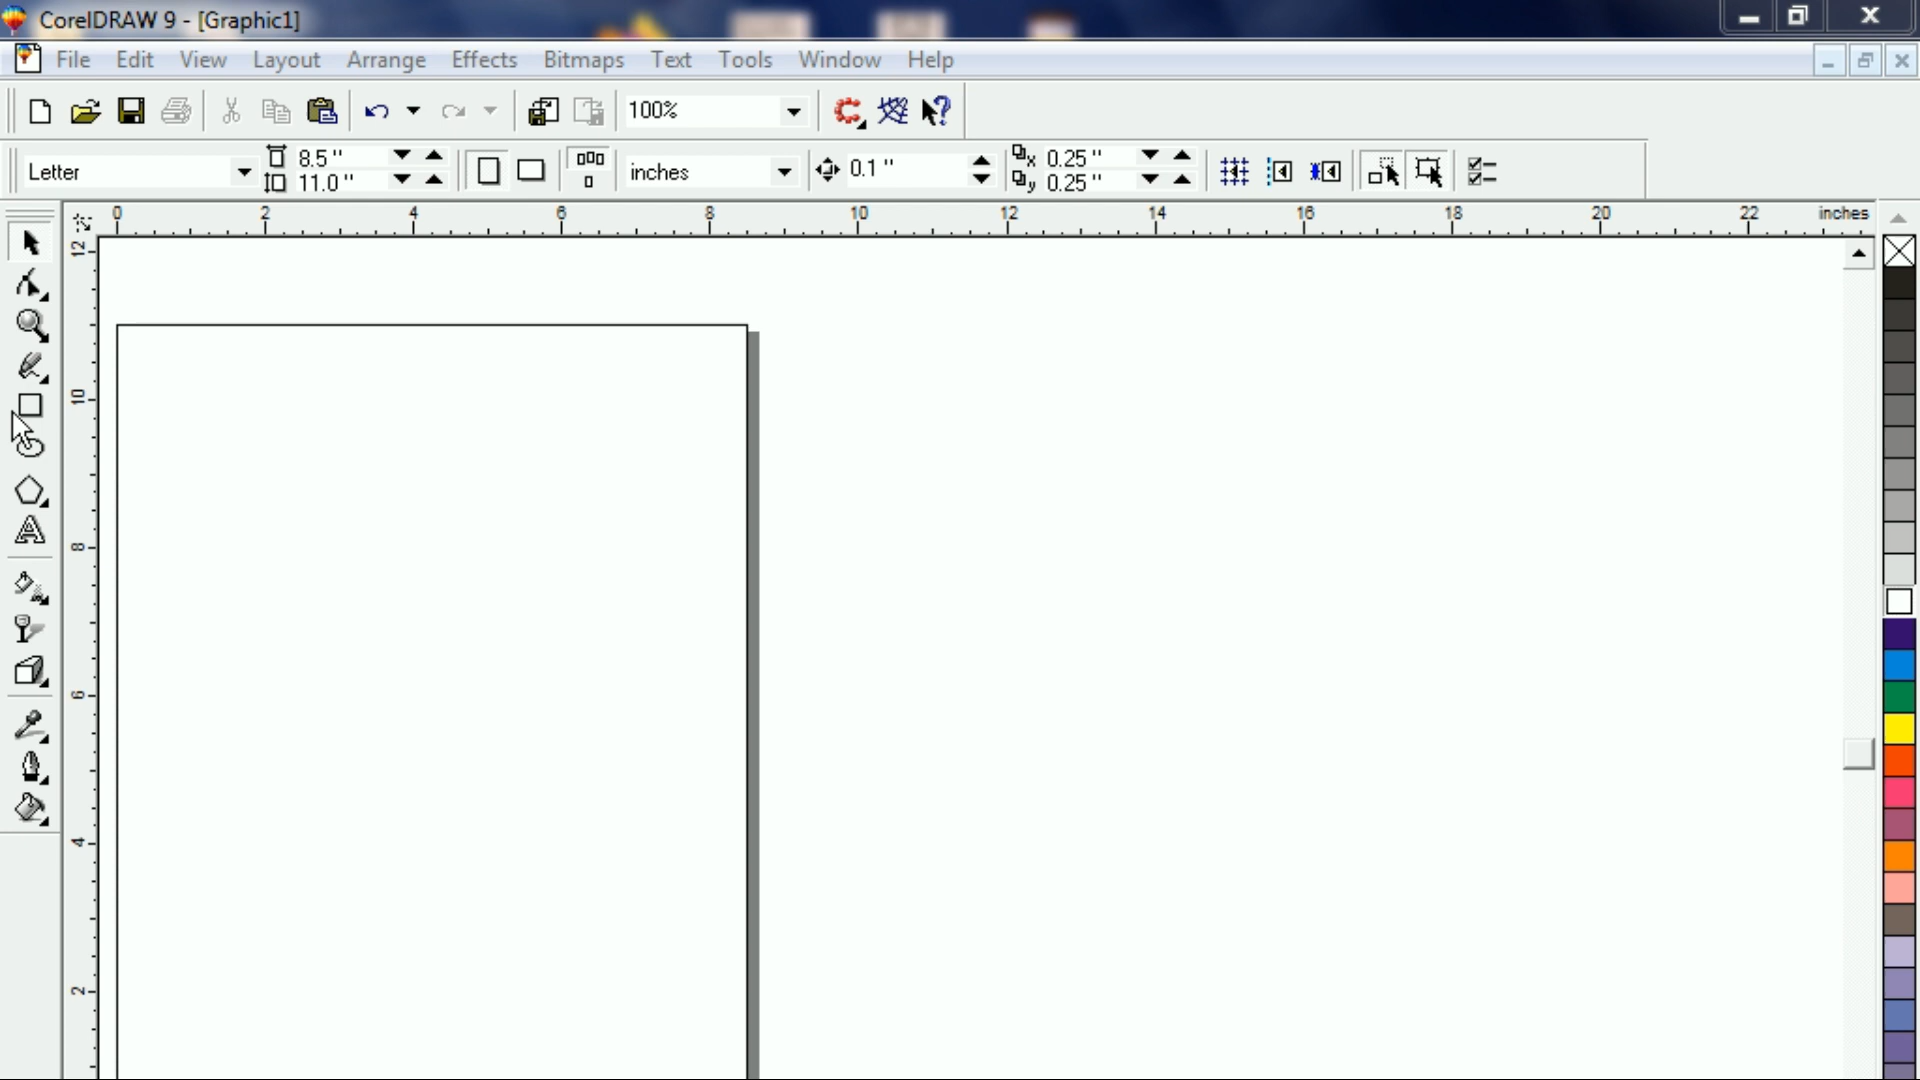 CorelDRAW 9 - [Graphic1]
File Edit View Layout Arrange Effects Bitmaps Text Tools Window Help
100%
Letter 8.5 " inches 0.1 " x 0.25 "
11.0 " y 0.25 "
0 2 4 6 8 10 12 14 16 18 20 22 inches
12
10
8
6
4
2